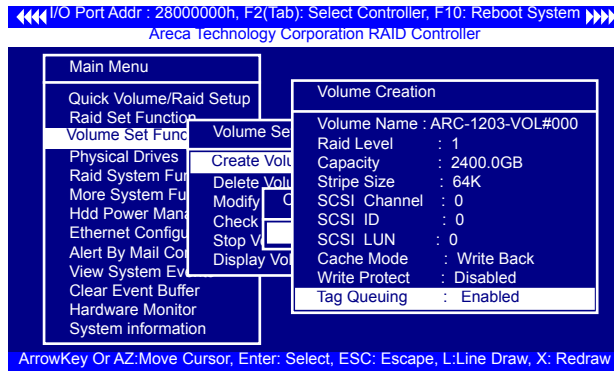 I/O Port Addr : 28000000h, F2(Tab): Select Controller, F10: Reboot System
Areca Technology Corporation RAID Controller
Main Menu
Quick Volume/Raid Setup
Raid Set Function
Volume Set Func
Physical Drives
Raid System Fu
More System Fu
Hdd Power Man
Ethernet Configu
Alert By Mail Co
View System Ev
Clear Event Buffer
Hardware Monitor
System information
Volume Se
Create Volu
Delete Volu
Modify
Check
Stop V
Display Vol
Volume Creation
Volume Name : ARC-1203-VOL#000
Raid Level : 1
Capacity : 2400.0GB
Stripe Size : 64K
SCSI Channel : 0
SCSI ID : 0
SCSI LUN : 0
Cache Mode : Write Back
Write Protect : Disabled
Tag Queuing : Enabled
ArrowKey Or AZ:Move Cursor, Enter: Select, ESC: Escape, L:Line Draw, X: Redraw